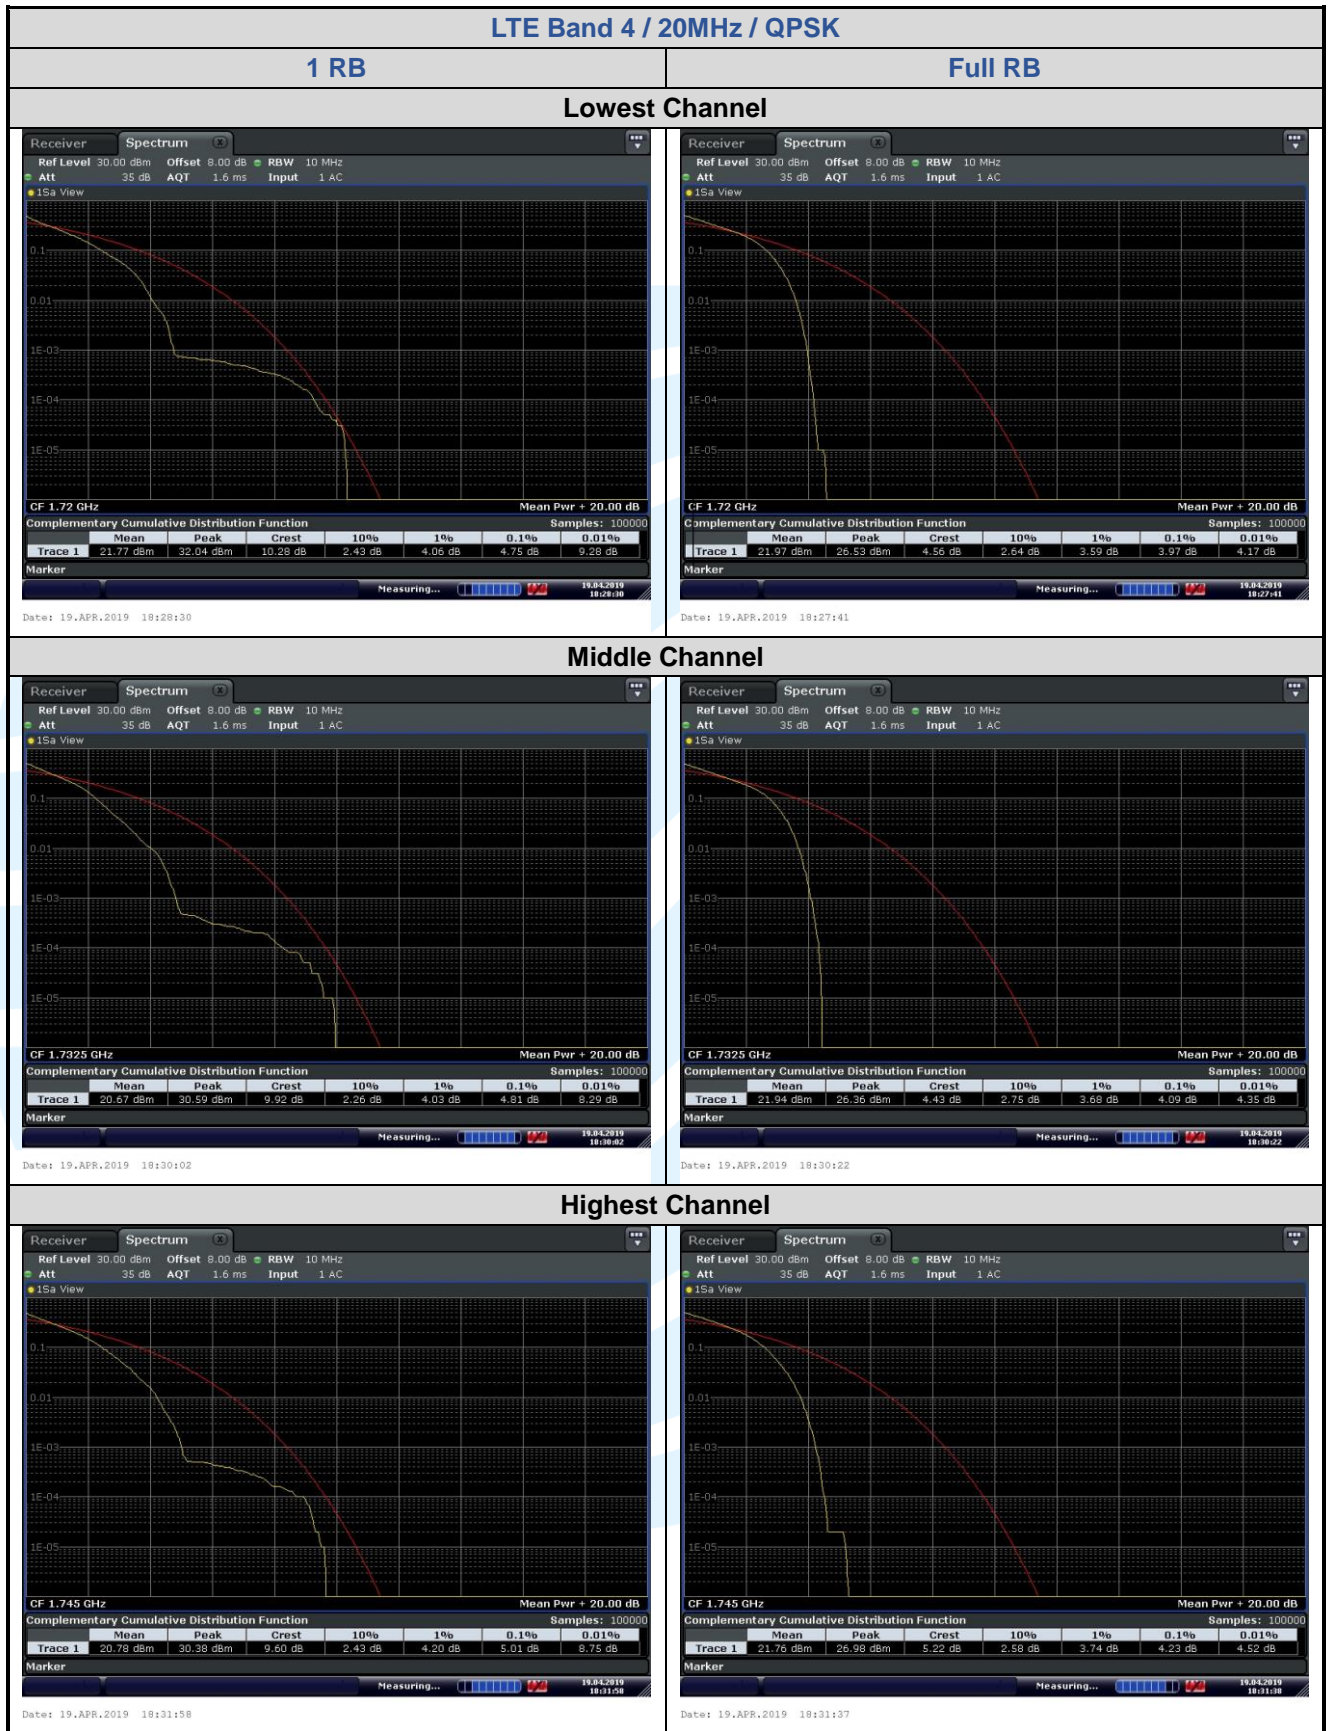 LTE Band 4 / 20MHz / QPSK
1 RB Full RB
Lowest Channel
Receiver Spectrum
Ref Level 30.00 dBm Offset 8.00 dB RBW 10 MHz
Att 35 dB AQT 1.6 ms Input 1 AC
1Sa View
0.1
0.01
1E-03
1E-04
1E-05
CF 1.72 GHz Mean Pwr + 20.00 dB
Complementary Cumulative Distribution Function Samples: 100000
Mean Peak Crest 10% 1% 0.1% 0.01%
Trace 1 21.77 dBm 32.04 dBm 10.28 dB 2.43 dB 4.06 dB 4.75 dB 9.28 dB
Marker
Measuring... 19.04.2019
18:28:30
Date: 19.APR.2019 18:28:30
Receiver Spectrum
Ref Level 30.00 dBm Offset 8.00 dB RBW 10 MHz
Att 35 dB AQT 1.6 ms Input 1 AC
1Sa View
0.1
0.01
1E-03
1E-04
1E-05
CF 1.72 GHz Mean Pwr + 20.00 dB
Complementary Cumulative Distribution Function Samples: 100000
Mean Peak Crest 10% 1% 0.1% 0.01%
Trace 1 21.97 dBm 26.53 dBm 4.56 dB 2.64 dB 3.59 dB 3.97 dB 4.17 dB
Marker
Measuring... 19.04.2019
18:27:41
Date: 19.APR.2019 18:27:41
Middle Channel
Receiver Spectrum
Ref Level 30.00 dBm Offset 8.00 dB RBW 10 MHz
Att 35 dB AQT 1.6 ms Input 1 AC
1Sa View
0.1
0.01
1E-03
1E-04
1E-05
CF 1.7325 GHz Mean Pwr + 20.00 dB
Complementary Cumulative Distribution Function Samples: 100000
Mean Peak Crest 10% 1% 0.1% 0.01%
Trace 1 20.67 dBm 30.59 dBm 9.92 dB 2.26 dB 4.03 dB 4.81 dB 8.29 dB
Marker
Measuring... 19.04.2019
18:30:02
Date: 19.APR.2019 18:30:02
Receiver Spectrum
Ref Level 30.00 dBm Offset 8.00 dB RBW 10 MHz
Att 35 dB AQT 1.6 ms Input 1 AC
1Sa View
0.1
0.01
1E-03
1E-04
1E-05
CF 1.7325 GHz Mean Pwr + 20.00 dB
Complementary Cumulative Distribution Function Samples: 100000
Mean Peak Crest 10% 1% 0.1% 0.01%
Trace 1 21.94 dBm 26.36 dBm 4.43 dB 2.75 dB 3.68 dB 4.09 dB 4.35 dB
Marker
Measuring... 19.04.2019
18:30:22
Date: 19.APR.2019 18:30:22
Highest Channel
Receiver Spectrum
Ref Level 30.00 dBm Offset 8.00 dB RBW 10 MHz
Att 35 dB AQT 1.6 ms Input 1 AC
1Sa View
0.1
0.01
1E-03
1E-04
1E-05
CF 1.745 GHz Mean Pwr + 20.00 dB
Complementary Cumulative Distribution Function Samples: 100000
Mean Peak Crest 10% 1% 0.1% 0.01%
Trace 1 20.78 dBm 30.38 dBm 9.60 dB 2.43 dB 4.20 dB 5.01 dB 8.75 dB
Marker
Measuring... 19.04.2019
18:31:58
Date: 19.APR.2019 18:31:58
Receiver Spectrum
Ref Level 30.00 dBm Offset 8.00 dB RBW 10 MHz
Att 35 dB AQT 1.6 ms Input 1 AC
1Sa View
0.1
0.01
1E-03
1E-04
1E-05
CF 1.745 GHz Mean Pwr + 20.00 dB
Complementary Cumulative Distribution Function Samples: 100000
Mean Peak Crest 10% 1% 0.1% 0.01%
Trace 1 21.76 dBm 26.98 dBm 5.22 dB 2.58 dB 3.74 dB 4.23 dB 4.52 dB
Marker
Measuring... 19.04.2019
18:31:38
Date: 19.APR.2019 18:31:37